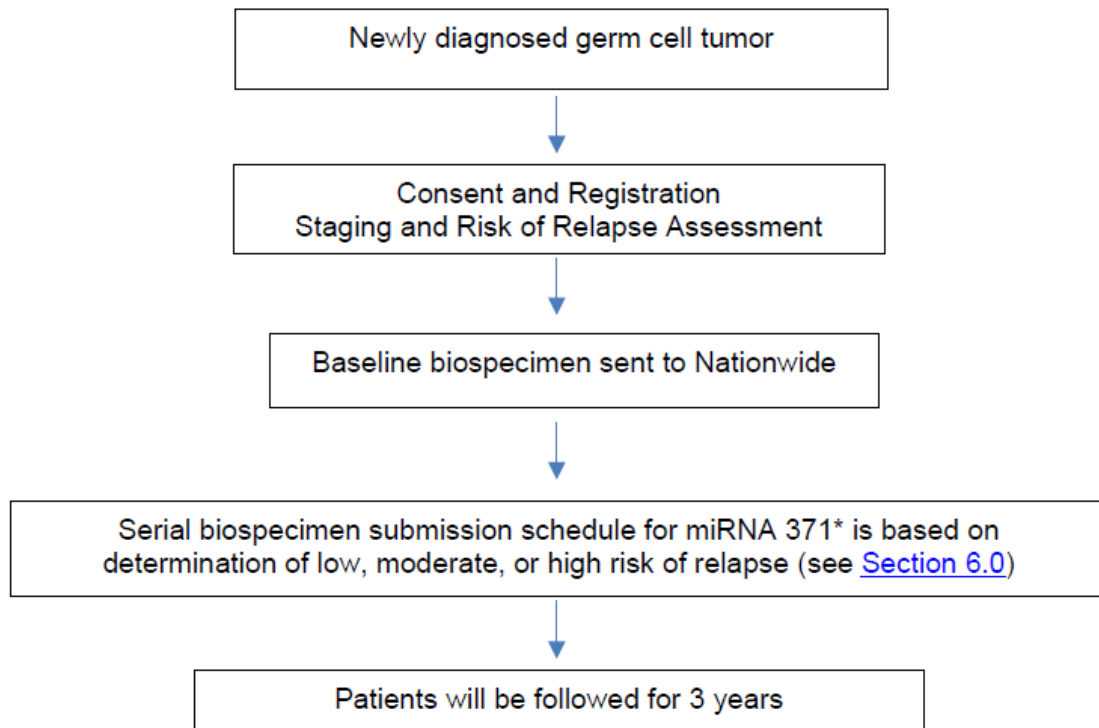 Newly diagnosed germ cell tumor
Consent and Registration
Staging and Risk of Relapse Assessment
Baseline biospecimen sent to Nationwide
Serial biospecimen submission schedule for miRNA 371* is based on
determination of low, moderate, or high risk of relapse (see Section 6.0)
Patients will be followed for 3 years